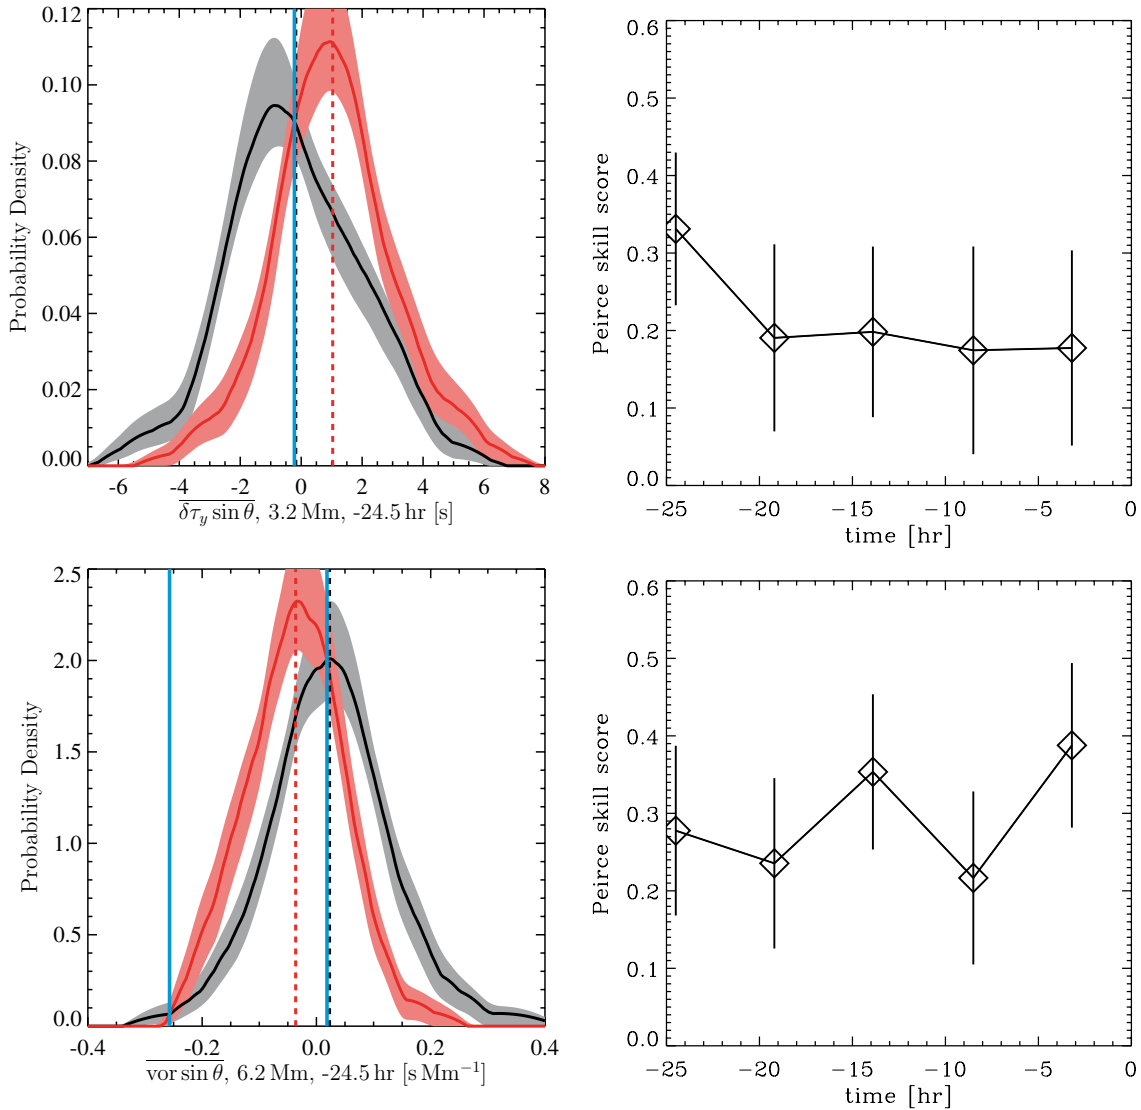 0.12
0.10
0.08
0.06
0.04
0.02
0.00
Probability Density
-6 -4 -2 0 2 4 6 8
δτ_y sin θ, 3.2 Mm, -24.5 hr [s]
0.6
0.5
0.4
0.3
0.2
0.1
0.0
Peirce skill score
−25 −20 −15 −10 −5 0
time [hr]
2.5
2.0
1.5
1.0
0.5
0.0
Probability Density
-0.4 -0.2 0.0 0.2 0.4
vor sin θ, 6.2 Mm, -24.5 hr [s Mm⁻¹]
0.6
0.5
0.4
0.3
0.2
0.1
0.0
Peirce skill score
−25 −20 −15 −10 −5 0
time [hr]